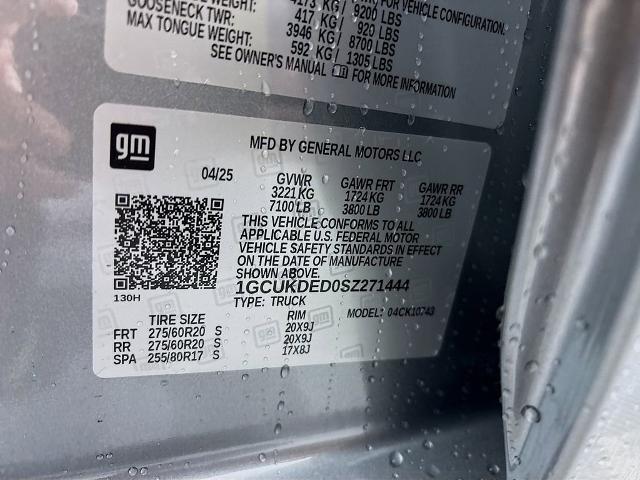 4173 KG / 9200 LBS
FOR VEHICLE CONFIGURATION.
GOOSENECK TWR: 417 KG / 920 LBS
MAX TONGUE WEIGHT: 3946 KG / 8700 LBS
592 KG / 1305 LBS
SEE OWNER'S MANUAL FOR MORE INFORMATION
gm
MFD BY GENERAL MOTORS LLC
04/25 GVWR GAWR FRT GAWR RR
3221 KG 1724 KG 1724 KG
7100 LB 3800 LB 3800 LB
THIS VEHICLE CONFORMS TO ALL
APPLICABLE U.S. FEDERAL MOTOR
VEHICLE SAFETY STANDARDS IN EFFECT
ON THE DATE OF MANUFACTURE
SHOWN ABOVE.
1GCUKDED0SZ271444
130H
TYPE: TRUCK MODEL: 04CK10743
TIRE SIZE RIM
FRT 275/60R20 S 20X9J
RR 275/60R20 S 20X9J
SPA 255/80R17 S 17X8J